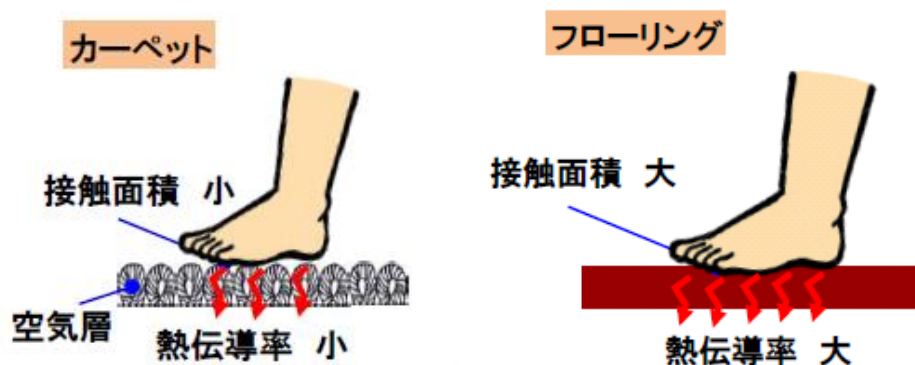 カーペット
接触面積 小
空気層
熱伝導率 小
フローリング
接触面積 大
熱伝導率 大